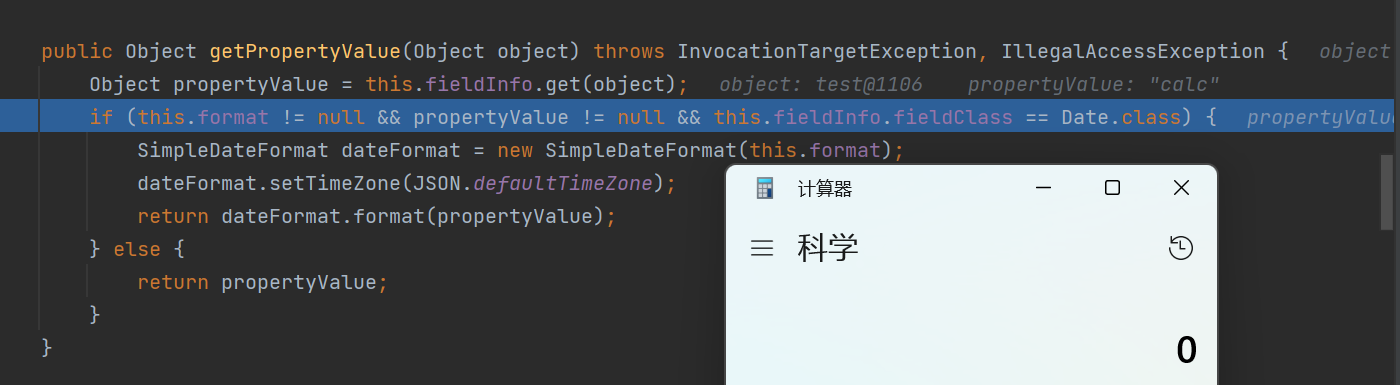 public Object getPropertyValue(Object object) throws InvocationTargetException, IllegalAccessException {   object
Object propertyValue = this.fieldInfo.get(object);   object: test@1106   propertyValue: "calc"
if (this.format != null && propertyValue != null && this.fieldInfo.fieldClass == Date.class) {   propertyValue
SimpleDateFormat dateFormat = new SimpleDateFormat(this.format);
dateFormat.setTimeZone(JSON.defaultTimeZone);
return dateFormat.format(propertyValue);
} else {
return propertyValue;
}
}
计算器
科学
0